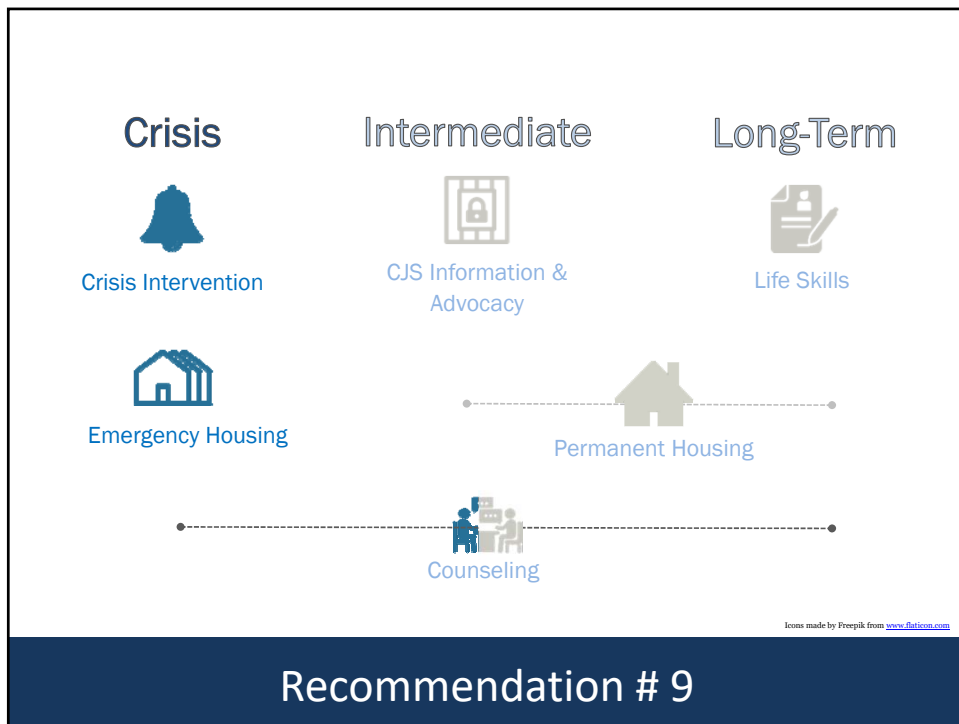 Crisis
Intermediate
Long-Term
Crisis Intervention
CJS Information &
Advocacy
Life Skills
Emergency Housing
Permanent Housing
Counseling
Icons made by Freepik from www.flaticon.com
Recommendation # 9